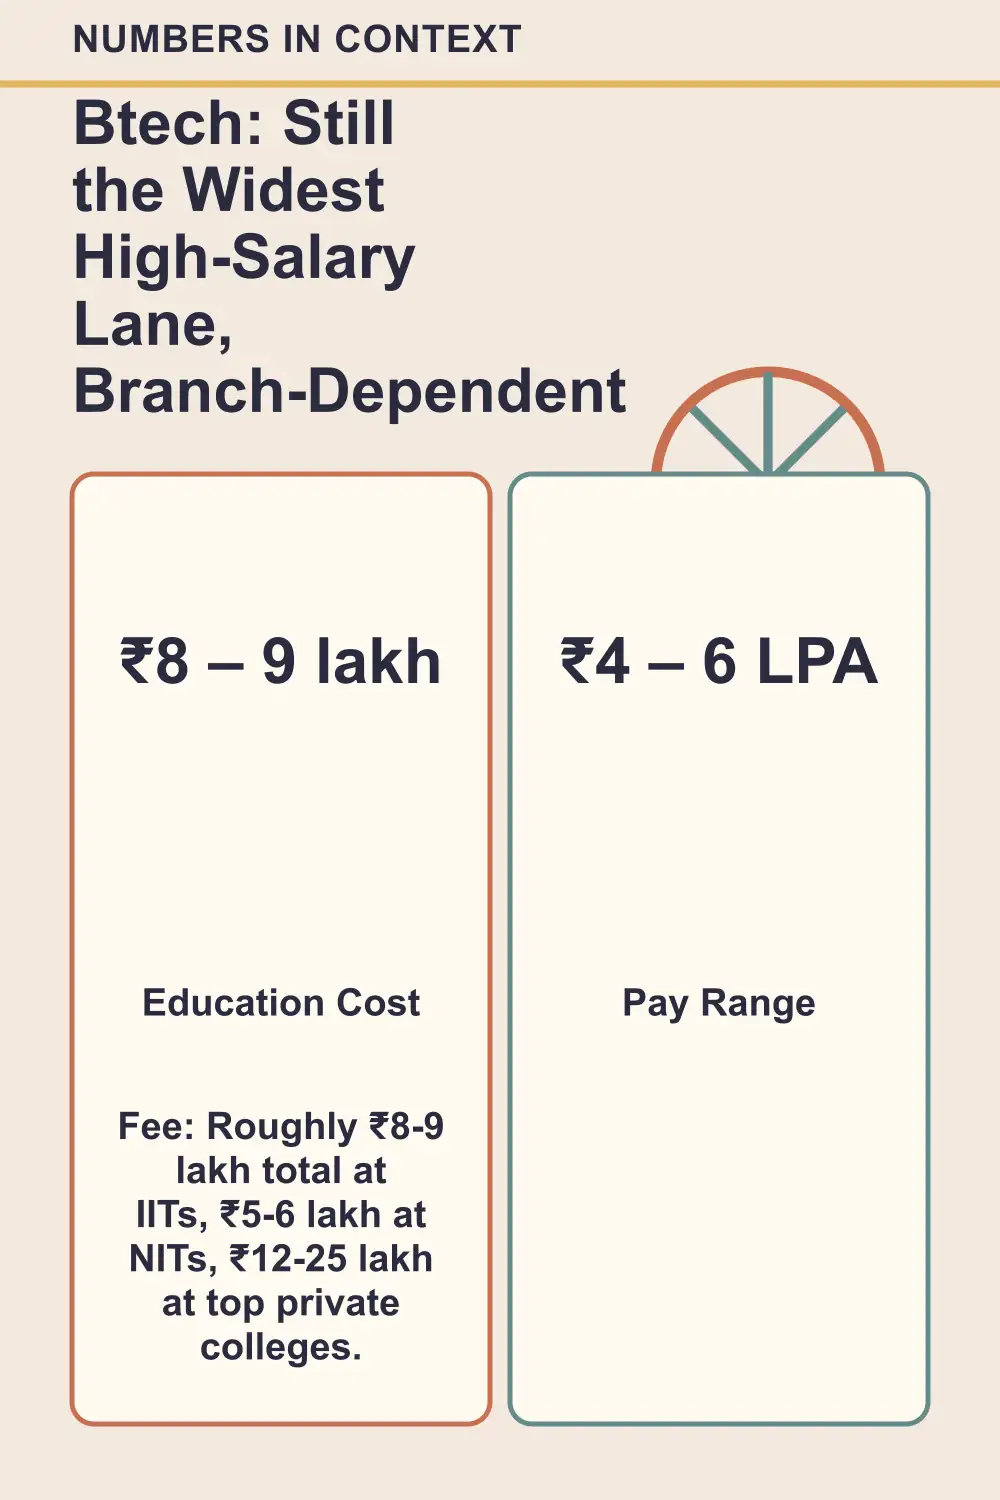 NUMBERS IN CONTEXT
Btech: Still
the Widest
High-Salary
Lane,
Branch-Dependent
₹8 – 9 lakh
Education Cost
Fee: Roughly ₹8-9
lakh total at
IITs, ₹5-6 lakh at
NITs, ₹12-25 lakh
at top private
colleges.
₹4 – 6 LPA
Pay Range